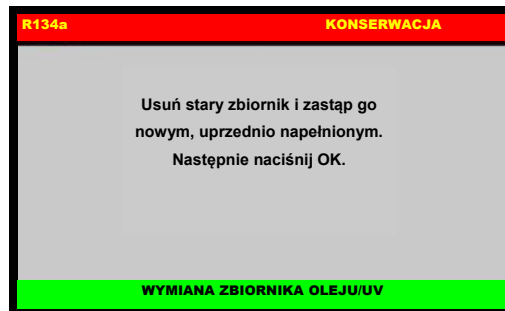 R134a KONSERWACJA
Usuń stary zbiornik i zastąp go
nowym, uprzednio napełnionym.
Następnie naciśnij OK.
WYMIANA ZBIORNIKA OLEJU/UV